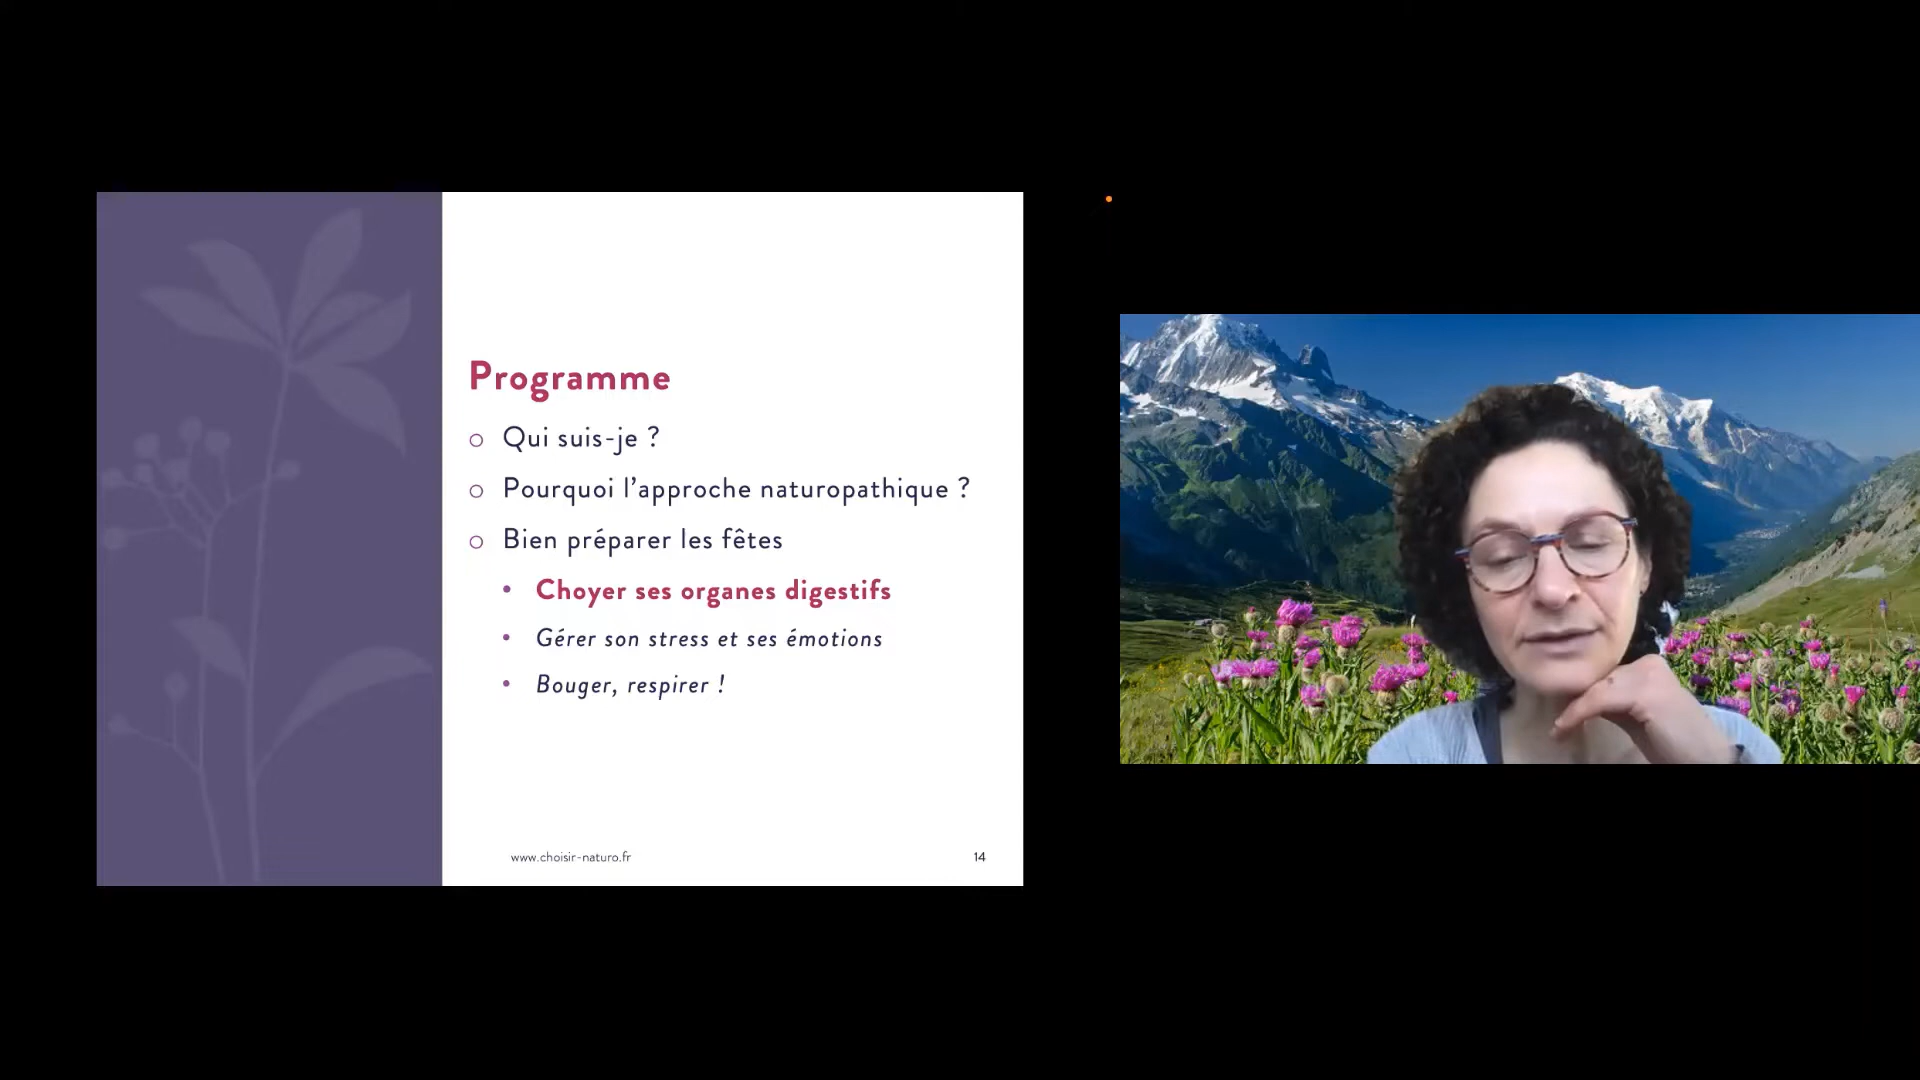 Programme
Qui suis-je ?
Pourquoi l'approche naturopathique ?
Bien préparer les fêtes
Choyer ses organes digestifs
Gérer son stress et ses émotions
Bouger, respirer !
www.choisir-naturo.fr
14